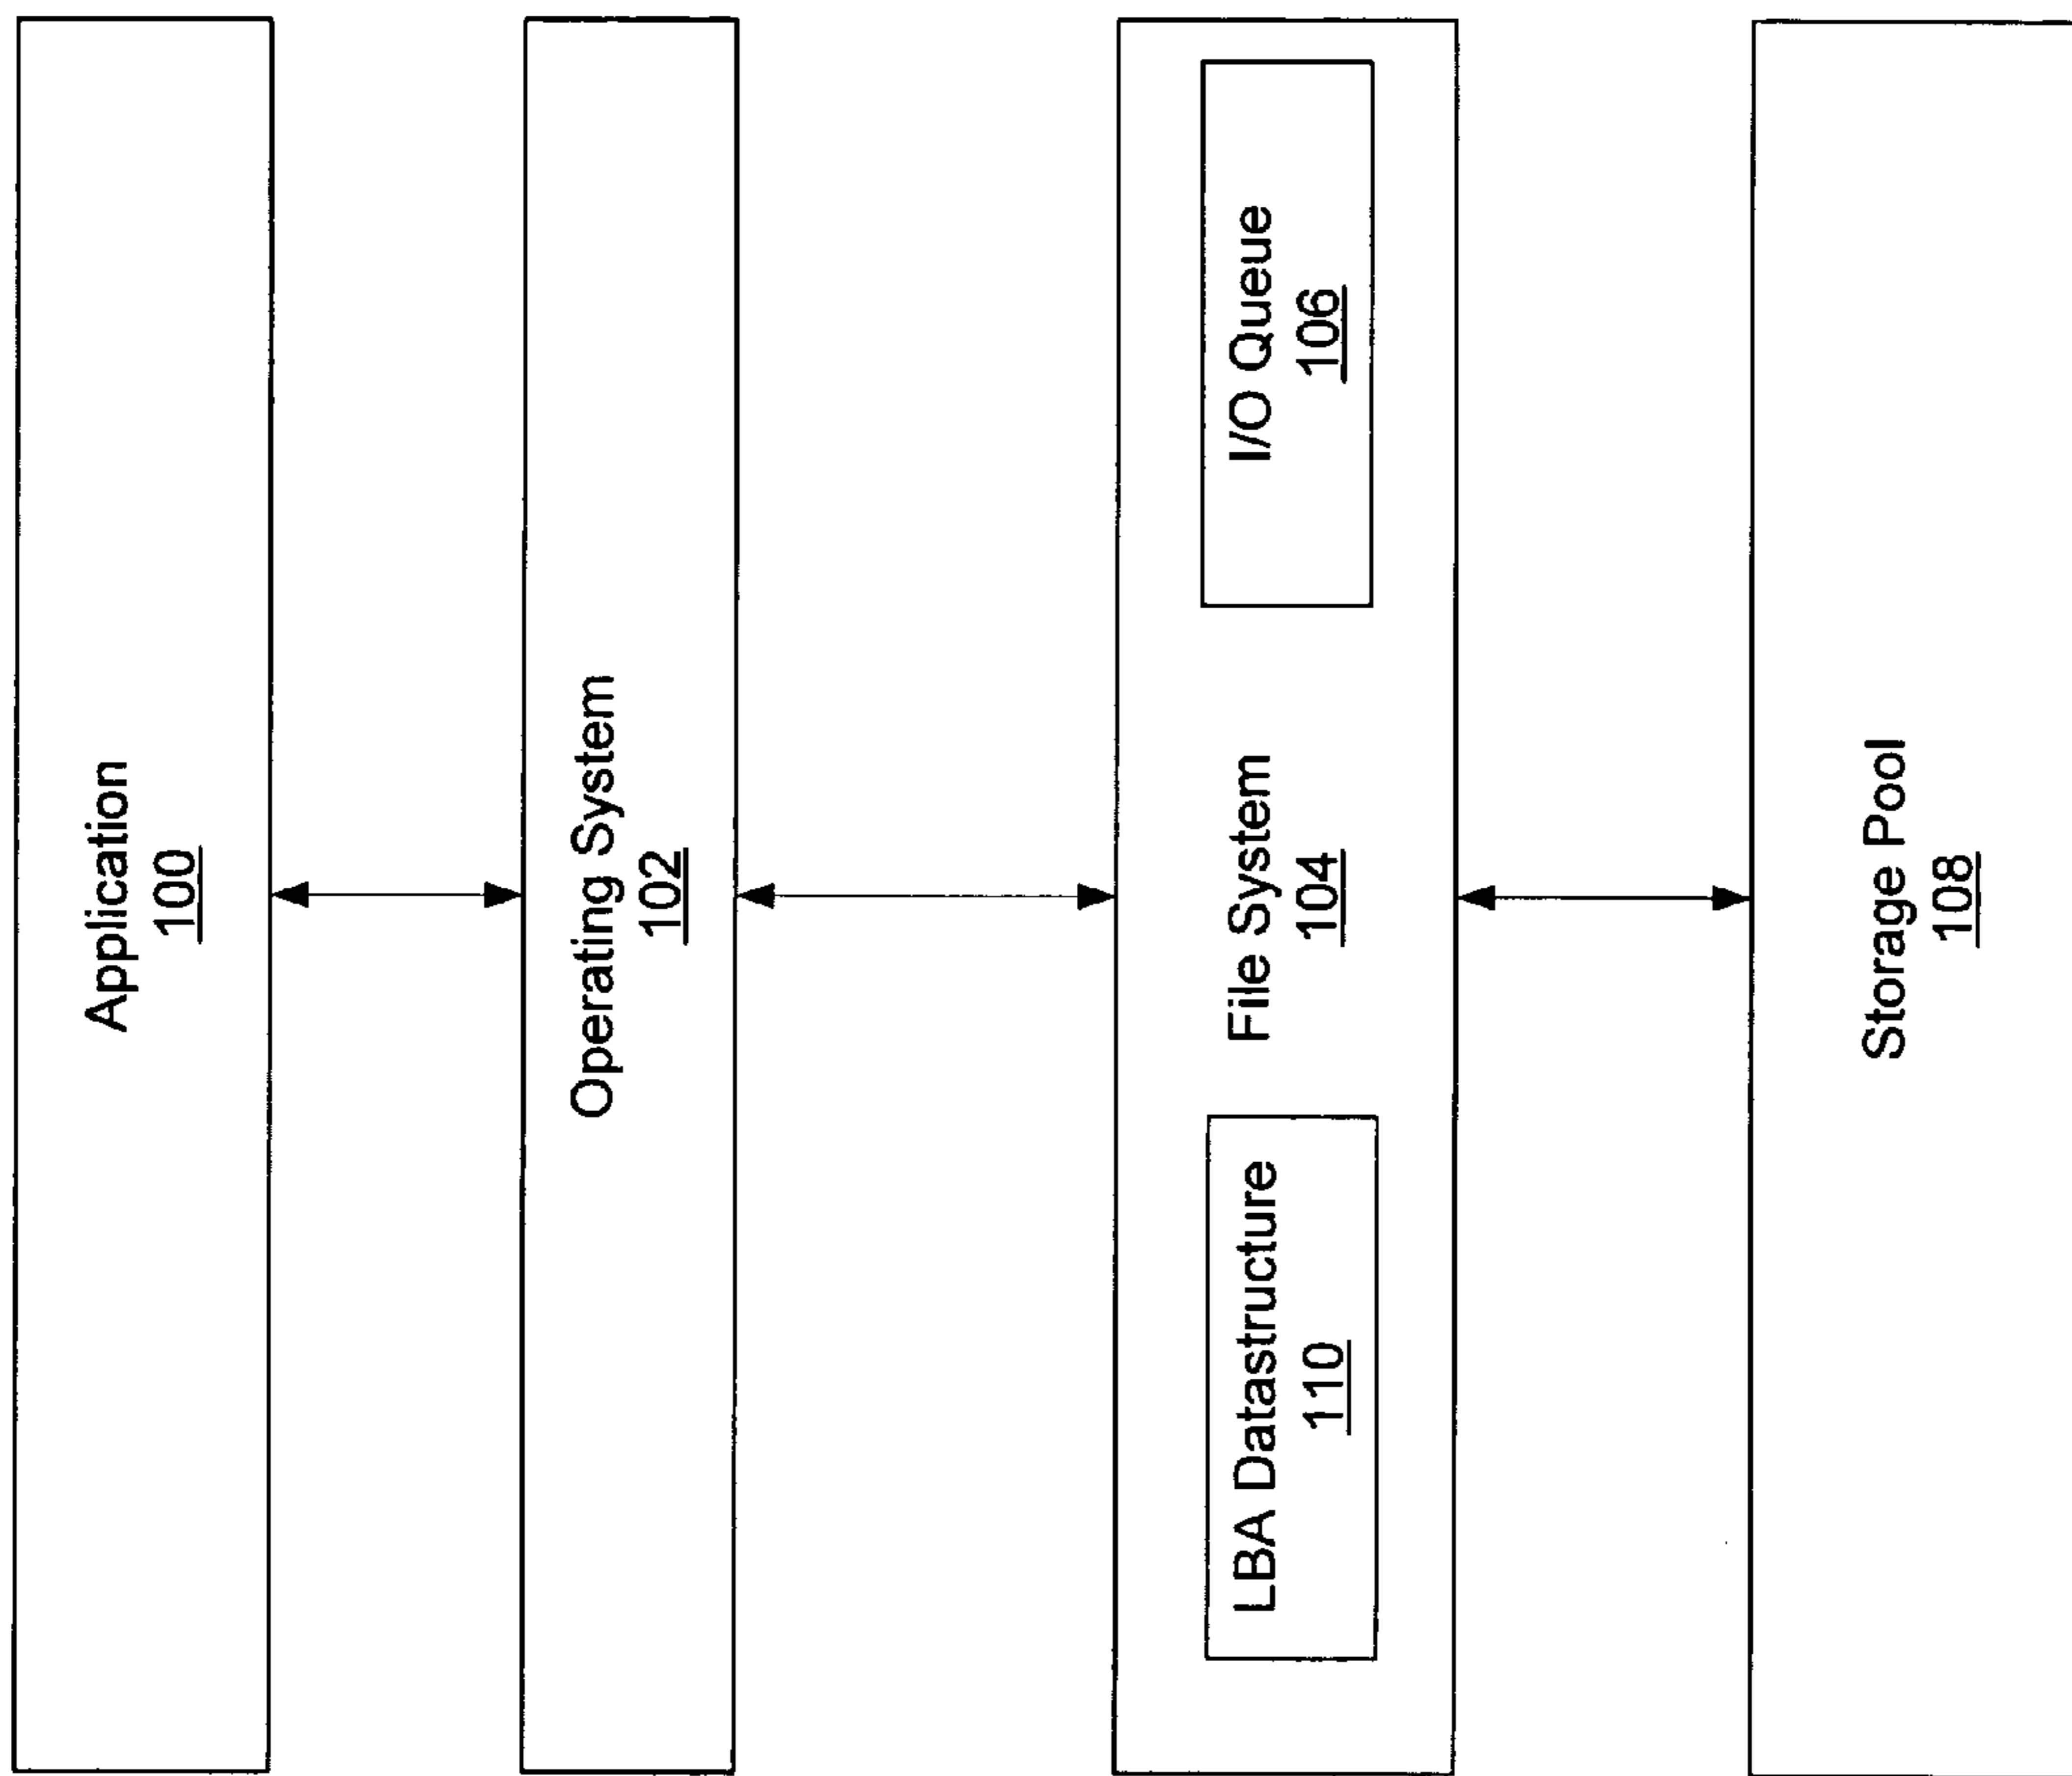 Application
100
Operating System
102
LBA Datastructure
110
File System
104
I/O Queue
106
Storage Pool
108